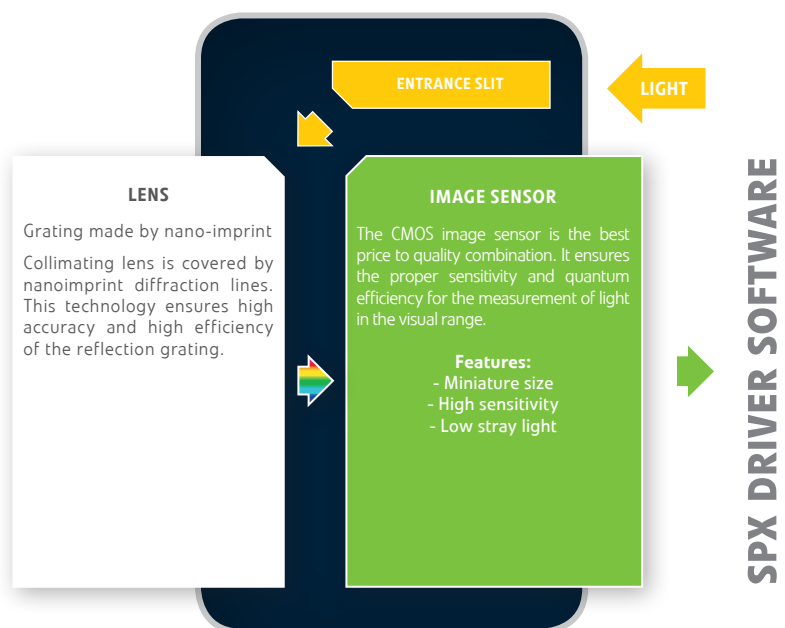 ENTRANCE SLIT
LIGHT
LENS
Grating made by nano-imprint
Collimating lens is covered by
nanoimprint diffraction lines.
This technology ensures high
accuracy and high efficiency
of the reflection grating.
IMAGE SENSOR
The CMOS image sensor is the best
price to quality combination. It ensures
the proper sensitivity and quantum
efficiency for the measurement of light
in the visual range.
Features:
- Miniature size
- High sensitivity
- Low stray light
SPX DRIVER SOFTWARE